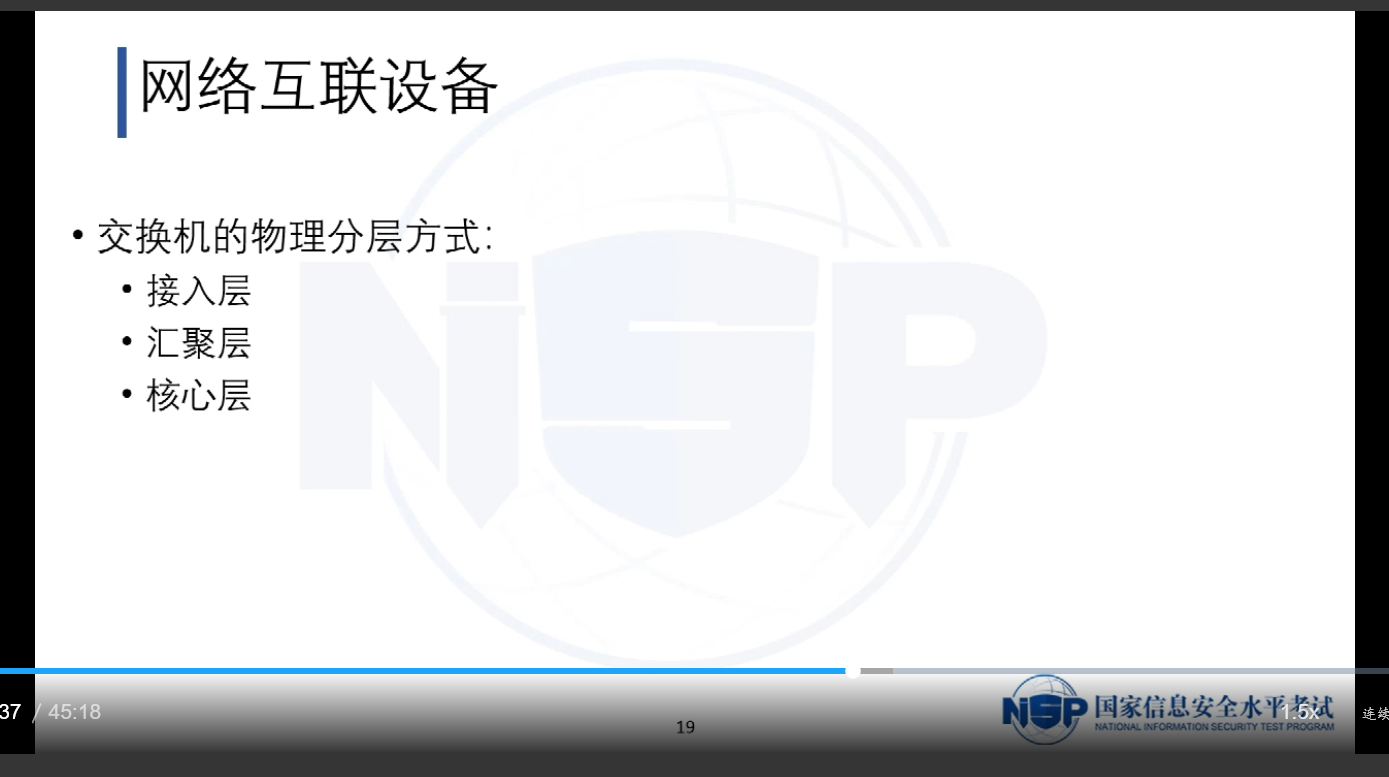 网络互联设备
• 交换机的物理分层方式：
• 接入层
• 汇聚层
• 核心层
NSP
37 / 45:18
19
NSP 国家信息安全水平考试
NATIONAL INFORMATION SECURITY TEST PROGRAM
1.5x
连续